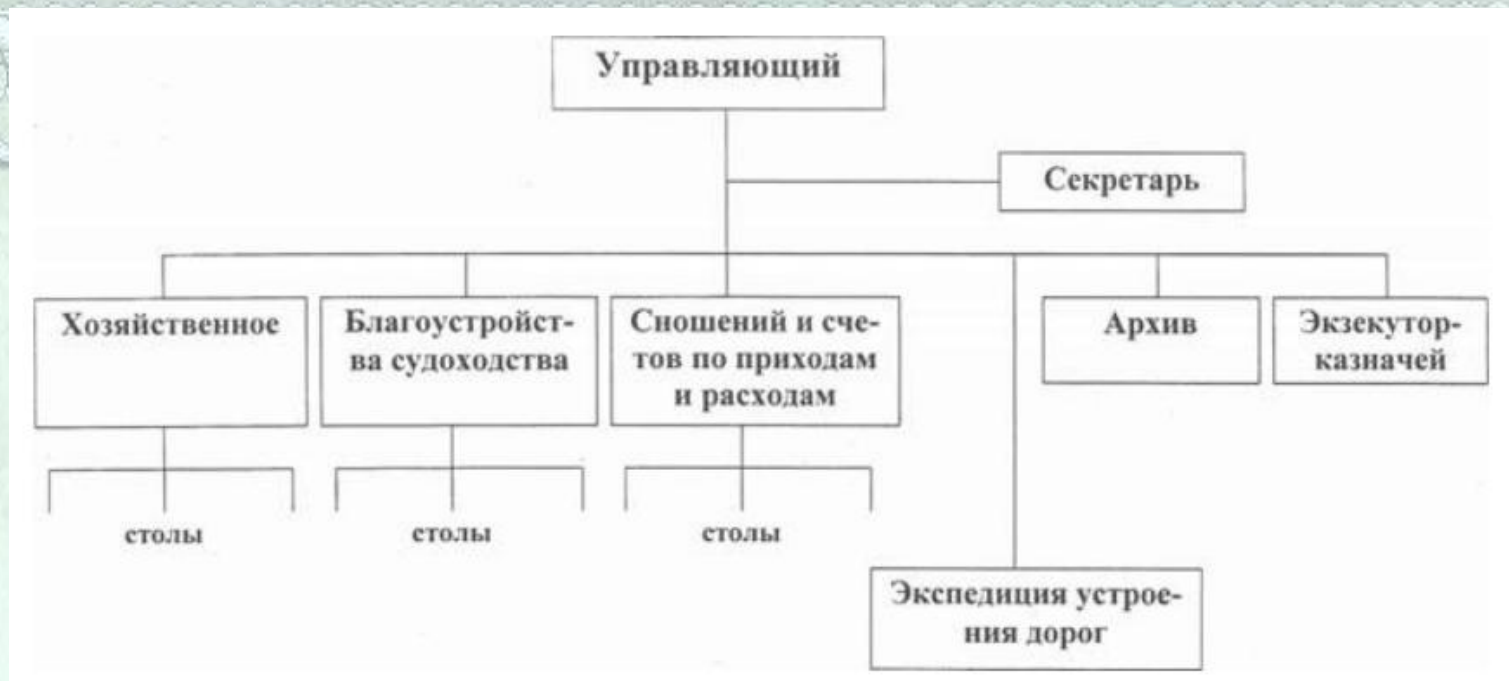 Управляющий
Секретарь
Хозяйственное
Благоустройст-
ва судоходства
Сношений и сче-
тов по приходам
и расходам
Архив
Экзекутор-
казначей
столы
столы
столы
Экспедиция устрое-
ния дорог